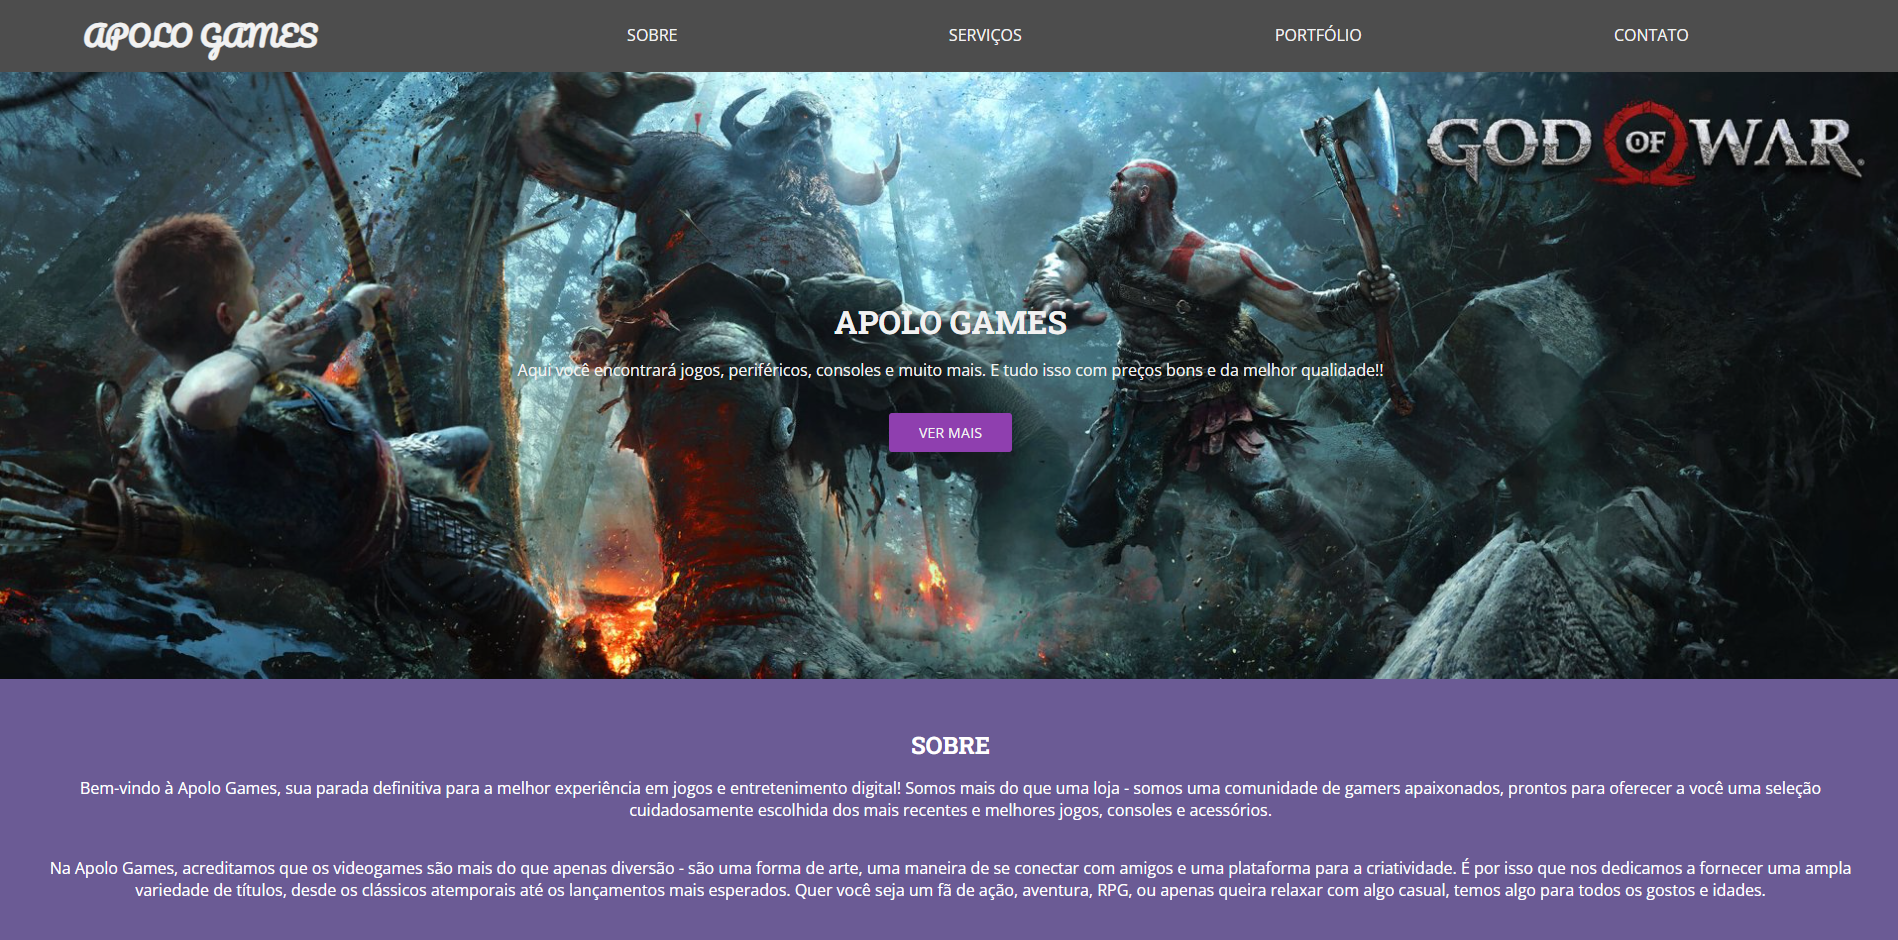 APOLO GAMES
SOBRE
SERVIÇOS
PORTFÓLIO
CONTATO
GOD OF WAR
APOLO GAMES
Aqui você encontrará jogos, periféricos, consoles e muito mais. E tudo isso com preços bons e da melhor qualidade!!
VER MAIS
SOBRE
Bem-vindo à Apolo Games, sua parada definitiva para a melhor experiência em jogos e entretenimento digital! Somos mais do que uma loja - somos uma comunidade de gamers apaixonados, prontos para oferecer a você uma seleção
cuidadosamente escolhida dos mais recentes e melhores jogos, consoles e acessórios.
Na Apolo Games, acreditamos que os videogames são mais do que apenas diversão - são uma forma de arte, uma maneira de se conectar com amigos e uma plataforma para a criatividade. É por isso que nos dedicamos a fornecer uma ampla
variedade de títulos, desde os clássicos atemporais até os lançamentos mais esperados. Quer você seja um fã de ação, aventura, RPG, ou apenas queira relaxar com algo casual, temos algo para todos os gostos e idades.